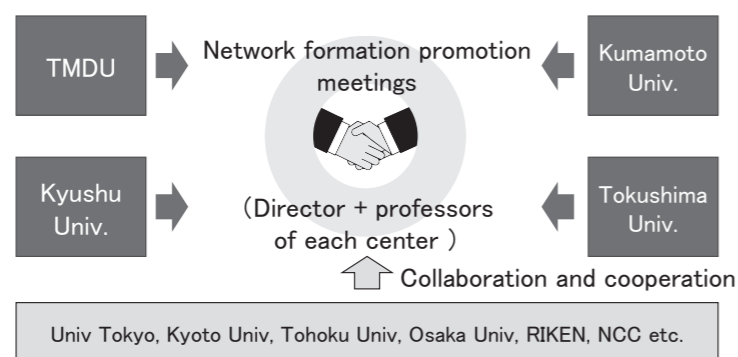 TMDU
Network formation promotion
meetings
Kumamoto
Univ.
Kyushu
Univ.
（Director + professors
of each center ）
Tokushima
Univ.
Collaboration and cooperation
Univ Tokyo, Kyoto Univ, Tohoku Univ, Osaka Univ, RIKEN, NCC etc.